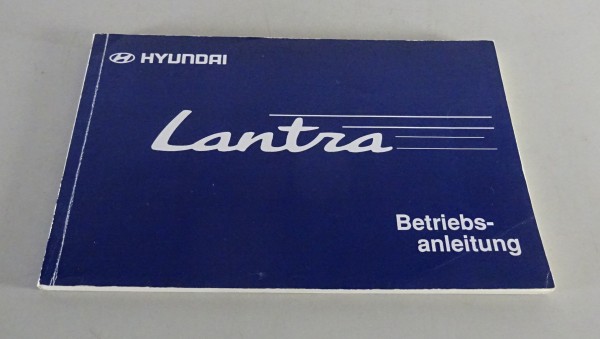 HYUNDAI
Lantra
Betriebs-
anleitung